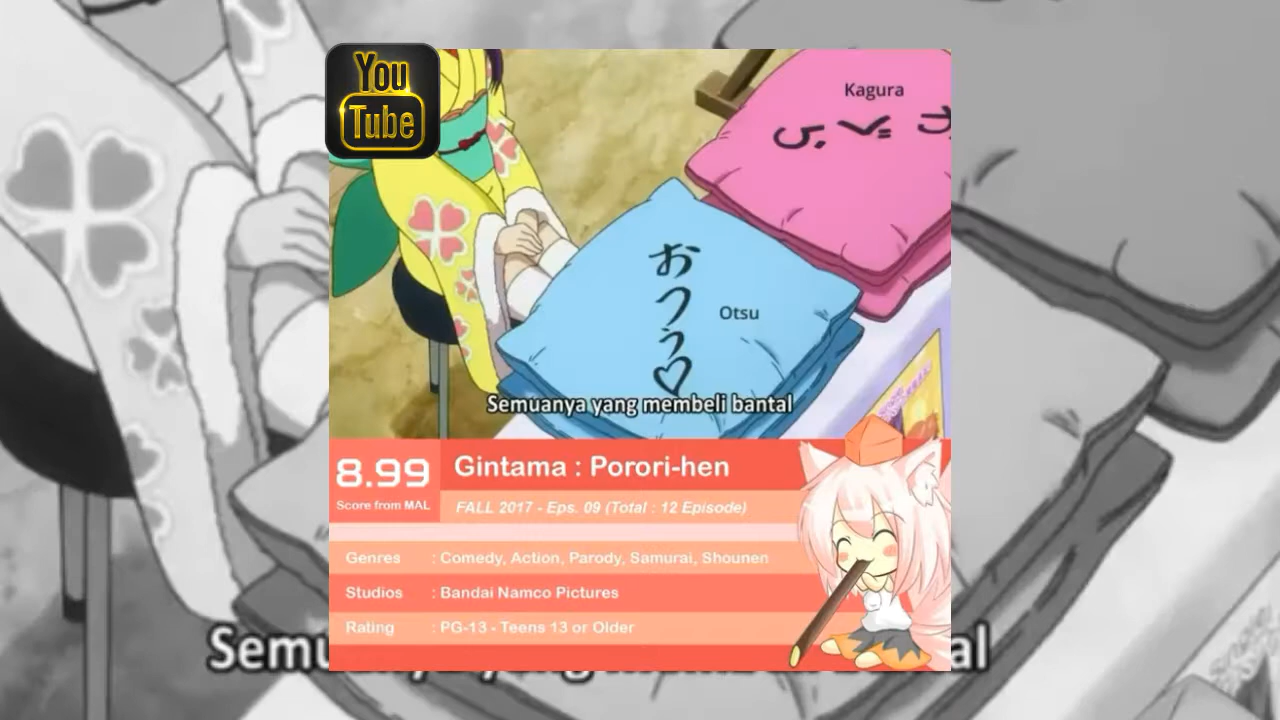 You
Tube
Kagura
ぐら
おつう♡
Otsu
Semuanya yang membeli bantal
8.99
Score from MAL
Gintama : Porori-hen
FALL 2017 - Eps. 09 (Total : 12 Episode)
Genres : Comedy, Action, Parody, Samurai, Shounen
Studios : Bandai Namco Pictures
Rating : PG-13 - Teens 13 or Older